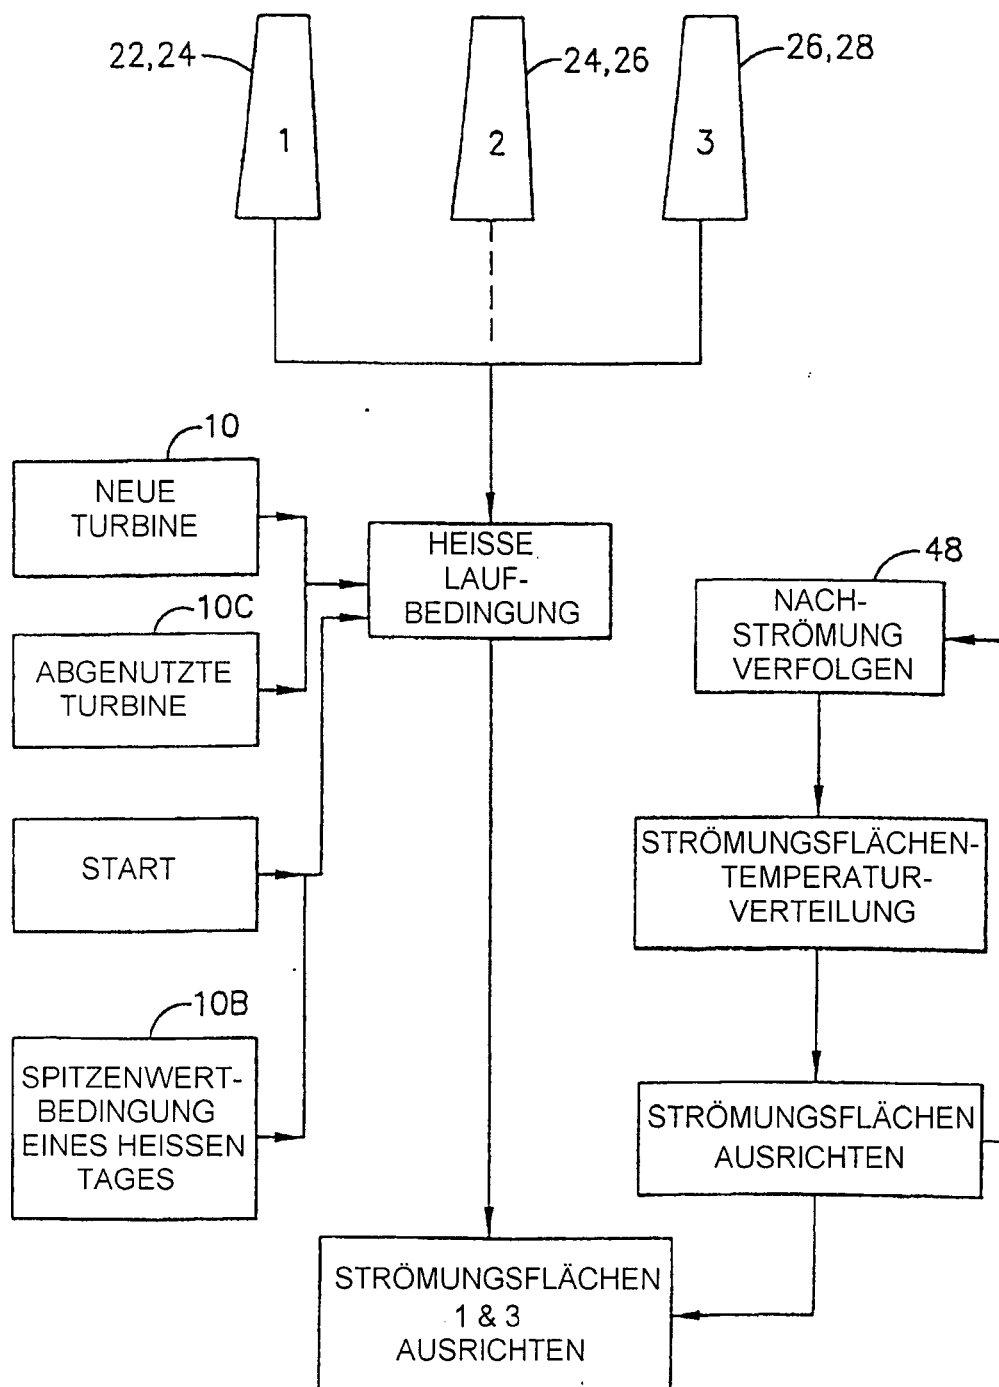 22,24
24,26
26,28
1
2
3
10
NEUE
TURBINE
HEISSE
LAUF-
BEDINGUNG
48
NACH-
STRÖMUNG
VERFOLGEN
10C
ABGENUTZTE
TURBINE
START
STRÖMUNGSFLÄCHEN-
TEMPERATUR-
VERTEILUNG
10B
SPITZENWERT-
BEDINGUNG
EINES HEISSEN
TAGES
STRÖMUNGSFLÄCHEN
AUSRICHTEN
STRÖMUNGSFLÄCHEN
1 & 3
AUSRICHTEN